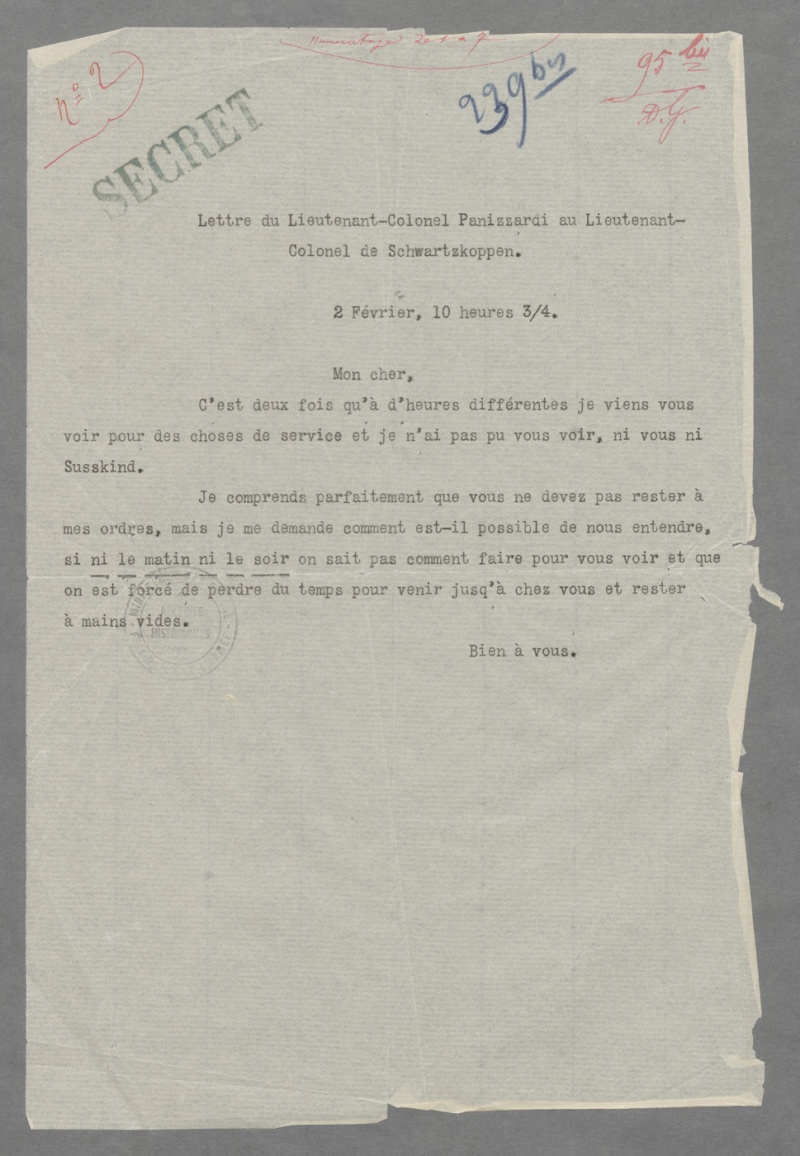 nº 2
239 bis
95 bis
D.G.
SECRET
Lettre du Lieutenant-Colonel Panizzardi au Lieutenant-
Colonel de Schwartzkoppen.
2 Février, 10 heures 3/4.
Mon cher,
C'est deux fois qu'à d'heures différentes je viens vous
voir pour des choses de service et je n'ai pas pu vous voir, ni vous ni
Susskind.
Je comprends parfaitement que vous ne devez pas rester à
mes ordres, mais je me demande comment est-il possible de nous entendre,
si ni le matin ni le soir on sait pas comment faire pour vous voir et que
on est forcé de perdre du temps pour venir jusq'à chez vous et rester
à mains vides.
Bien à vous.